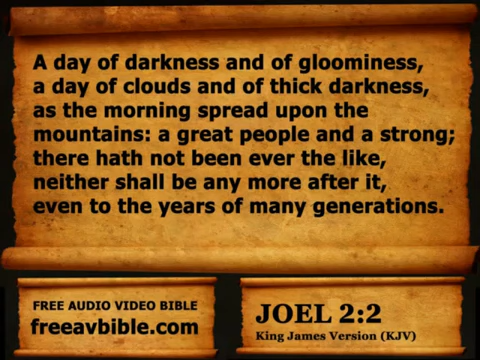 A day of darkness and of gloominess,
a day of clouds and of thick darkness,
as the morning spread upon the
mountains: a great people and a strong;
there hath not been ever the like,
neither shall be any more after it,
even to the years of many generations.
FREE AUDIO VIDEO BIBLE
freeavbible.com
JOEL 2:2
King James Version (KJV)